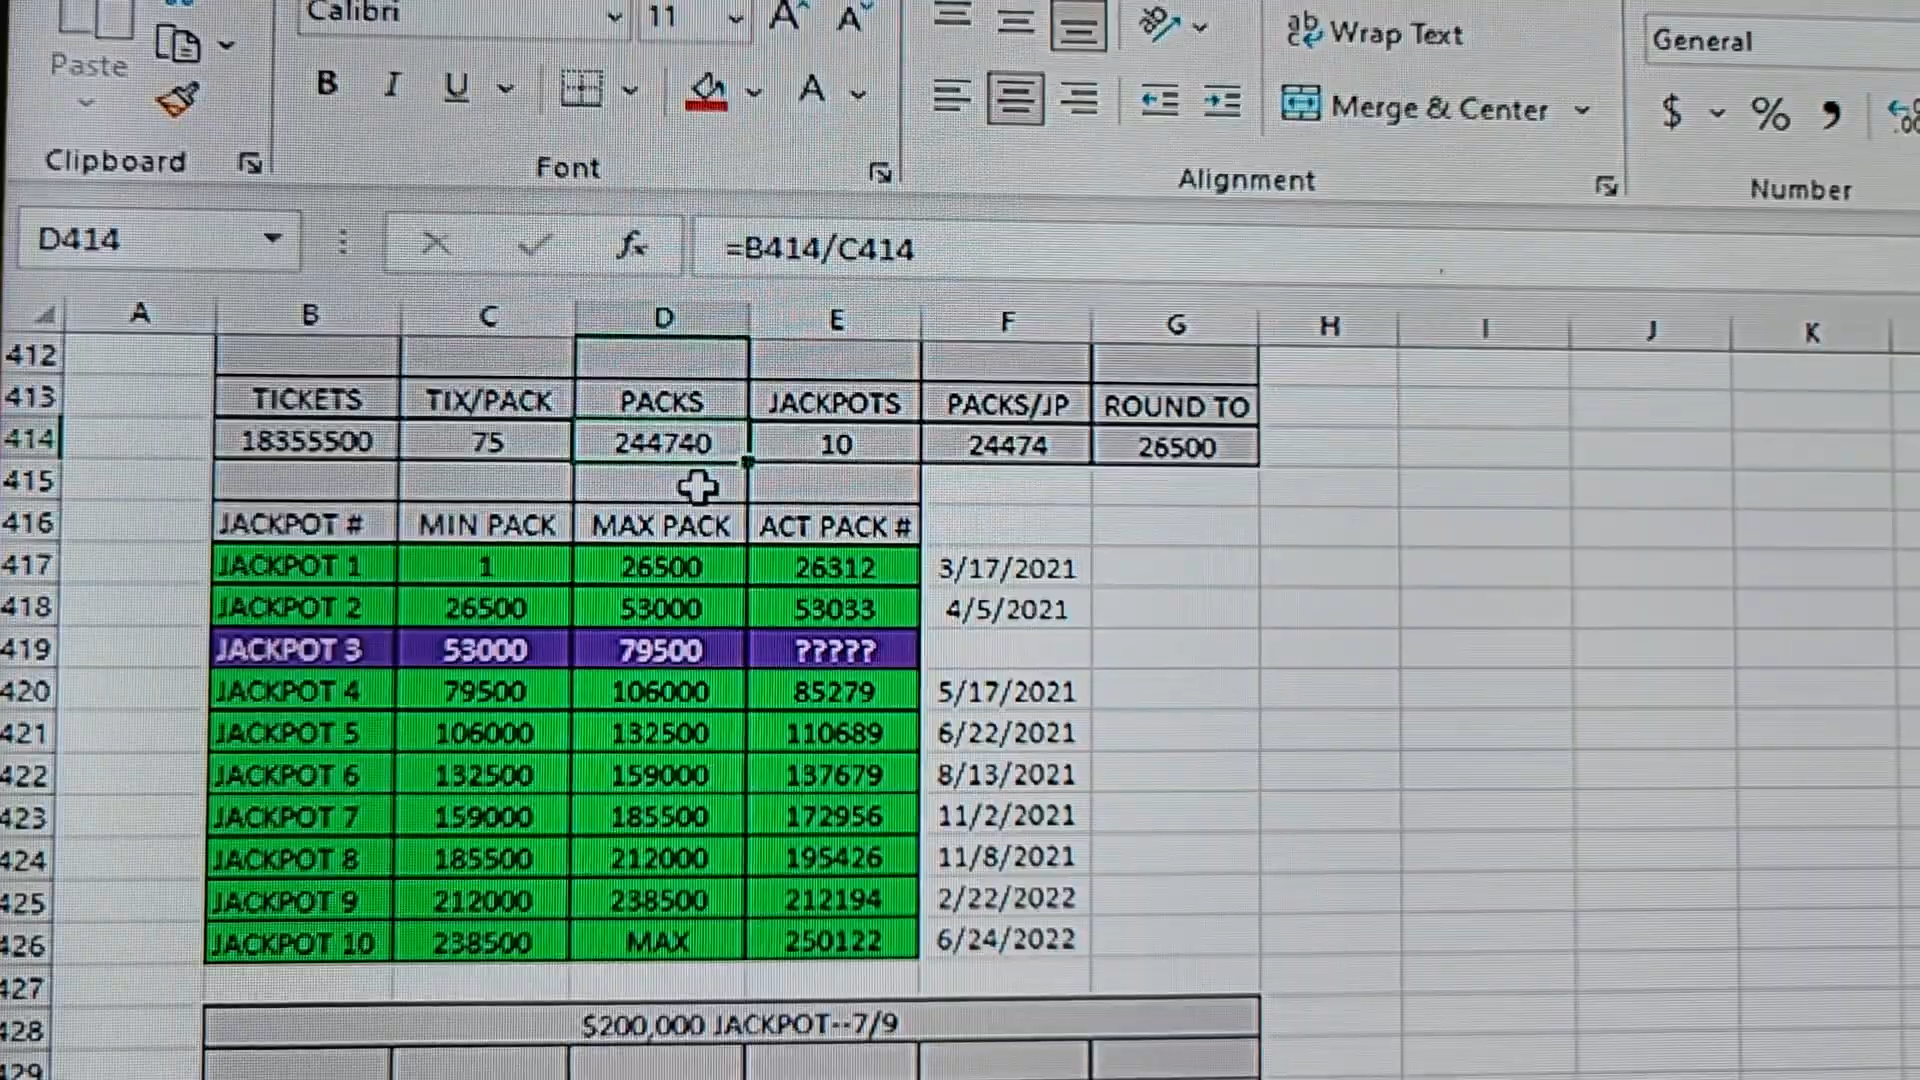 Calibri 11 A A Wrap Text General
Paste B I U A Merge & Center $ % ,
Clipboard Font Alignment Number
D414 fx =B414/C414
A B C D E F G H I J K
412
413 TICKETS TIX/PACK PACKS JACKPOTS PACKS/JP ROUND TO
414 18355500 75 244740 10 24474 26500
415
416 JACKPOT # MIN PACK MAX PACK ACT PACK #
417 JACKPOT 1 1 26500 26312 3/17/2021
418 JACKPOT 2 26500 53000 53033 4/5/2021
419 JACKPOT 3 53000 79500 ?????
420 JACKPOT 4 79500 106000 85279 5/17/2021
421 JACKPOT 5 106000 132500 110689 6/22/2021
422 JACKPOT 6 132500 159000 137679 8/13/2021
423 JACKPOT 7 159000 185500 172956 11/2/2021
424 JACKPOT 8 185500 212000 195426 11/8/2021
425 JACKPOT 9 212000 238500 212194 2/22/2022
426 JACKPOT 10 238500 MAX 250122 6/24/2022
427
428 $200,000 JACKPOT--7/9
429